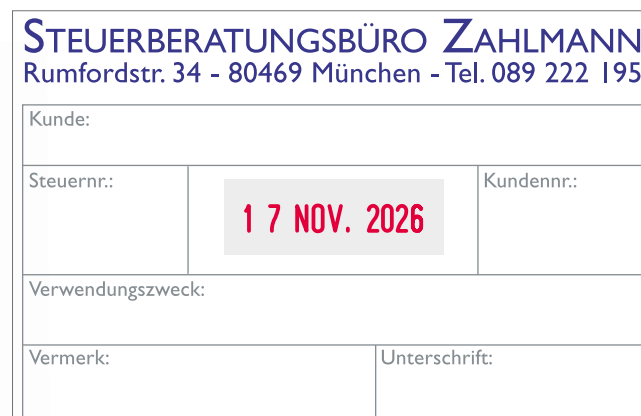 STEUERBERATUNGSBÜRO ZAHLMANN
Rumfordstr. 34 - 80469 München - Tel. 089 222 195
Kunde:
Steuernr.:
1 7 NOV. 2026
Kundennr.:
Verwendungszweck:
Vermerk:
Unterschrift: